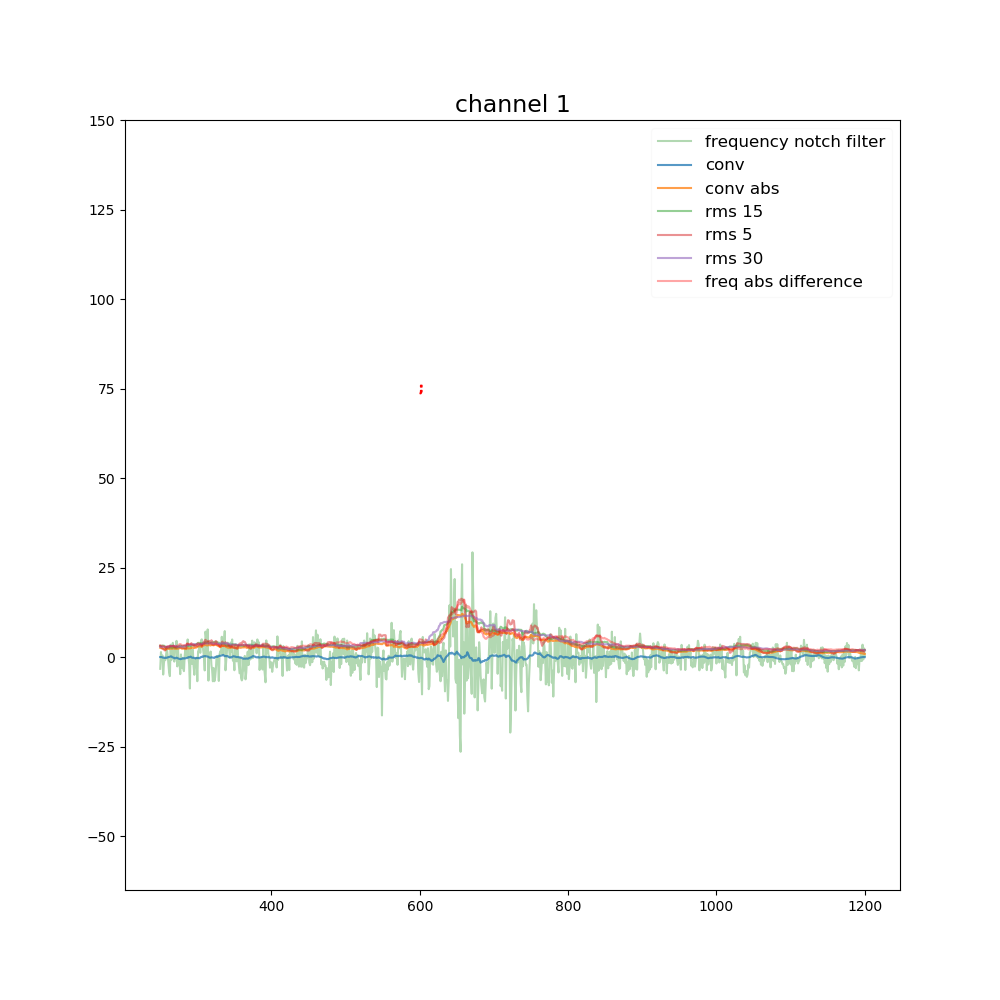 channel 1
150
125
100
75
50
25
0
−25
−50
frequency notch filter
conv
conv abs
rms 15
rms 5
rms 30
freq abs difference
;
400 600 800 1000 1200